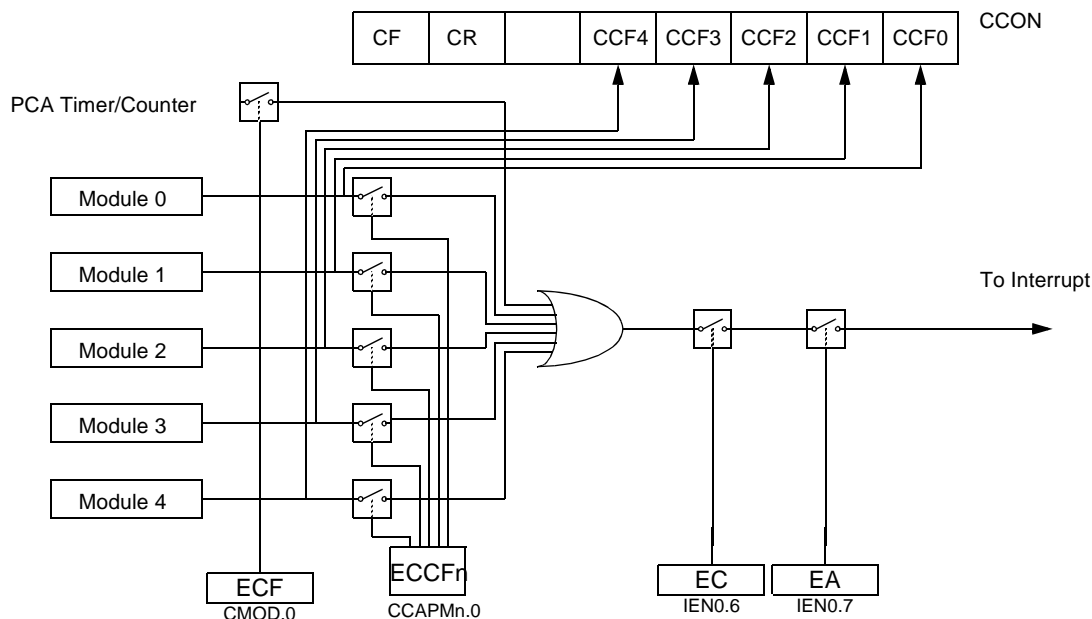 CF CR CCF4 CCF3 CCF2 CCF1 CCF0 CCON
PCA Timer/Counter
Module 0
Module 1
To Interrupt
Module 2
Module 3
Module 4
ECF
CMOD.0
ECCFn
CCAPMn.0
EC
IEN0.6
EA
IEN0.7